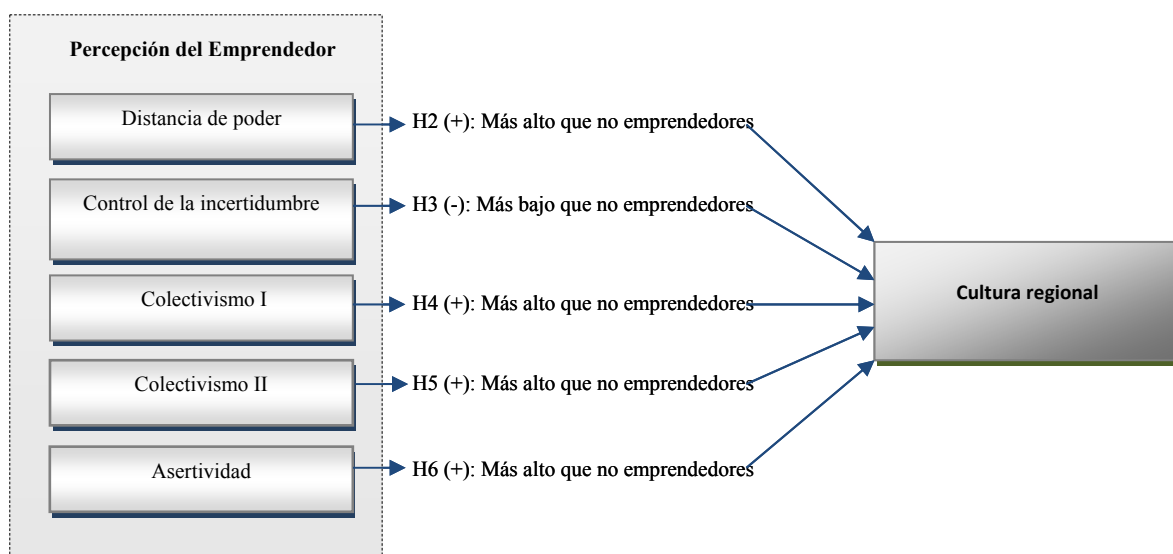 Percepción del Emprendedor
Distancia de poder
H2 (+): Más alto que no emprendedores
Control de la incertidumbre
H3 (-): Más bajo que no emprendedores
Colectivismo I
H4 (+): Más alto que no emprendedores
Cultura regional
Colectivismo II
H5 (+): Más alto que no emprendedores
Asertividad
H6 (+): Más alto que no emprendedores